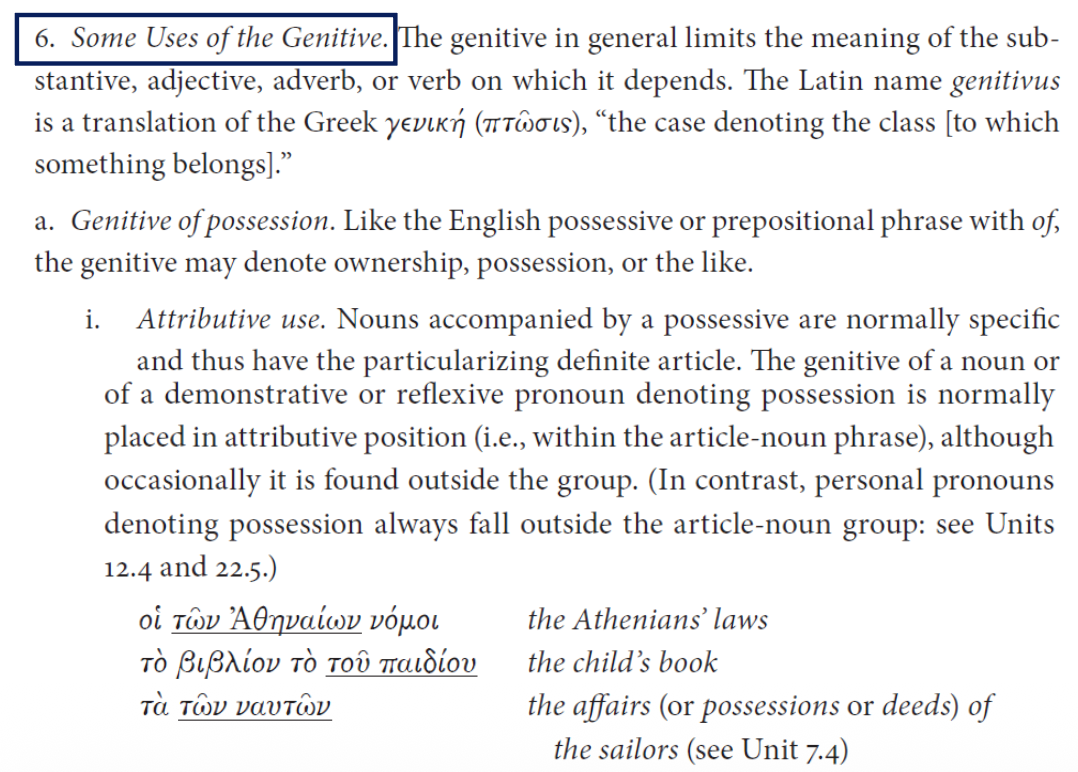 6. Some Uses of the Genitive. The genitive in general limits the meaning of the sub-
stantive, adjective, adverb, or verb on which it depends. The Latin name genitivus
is a translation of the Greek γενική (πτῶσις), “the case denoting the class [to which
something belongs].”
a. Genitive of possession. Like the English possessive or prepositional phrase with of,
the genitive may denote ownership, possession, or the like.
i. Attributive use. Nouns accompanied by a possessive are normally specific
and thus have the particularizing definite article. The genitive of a noun or
of a demonstrative or reflexive pronoun denoting possession is normally
placed in attributive position (i.e., within the article-noun phrase), although
occasionally it is found outside the group. (In contrast, personal pronouns
denoting possession always fall outside the article-noun group: see Units
12.4 and 22.5.)
οἱ τῶν Ἀθηναίων νόμοι the Athenians’ laws
τὸ βιβλίον τὸ τοῦ παιδίου the child’s book
τὰ τῶν ναυτῶν the affairs (or possessions or deeds) of
the sailors (see Unit 7.4)